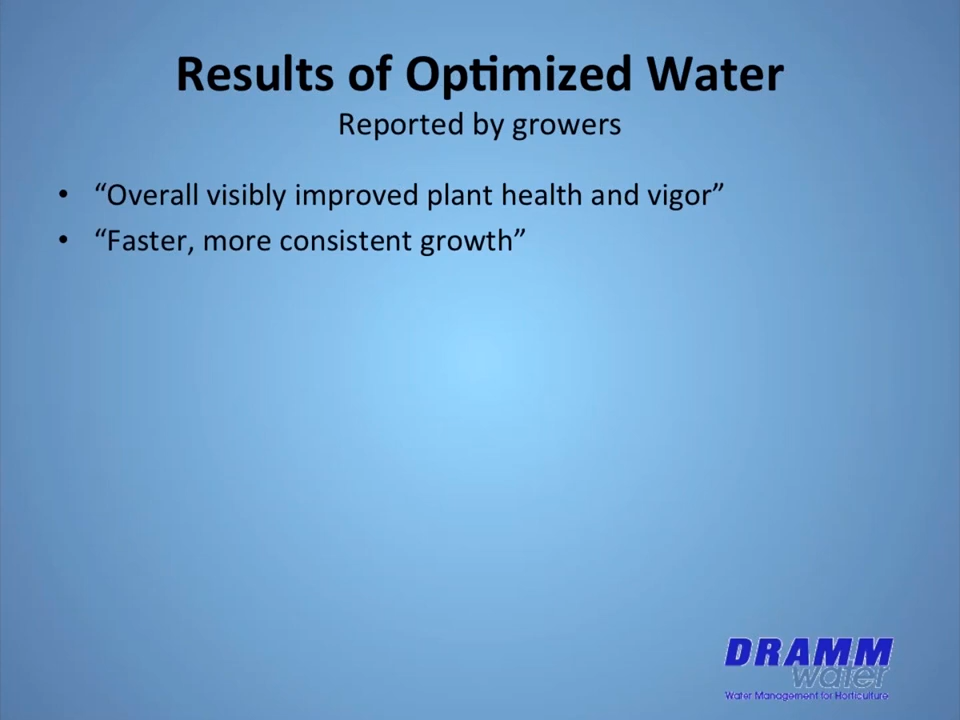 Results of Optimized Water
Reported by growers
• “Overall visibly improved plant health and vigor”
• “Faster, more consistent growth”
DRAMM
water
Water Management for Horticulture